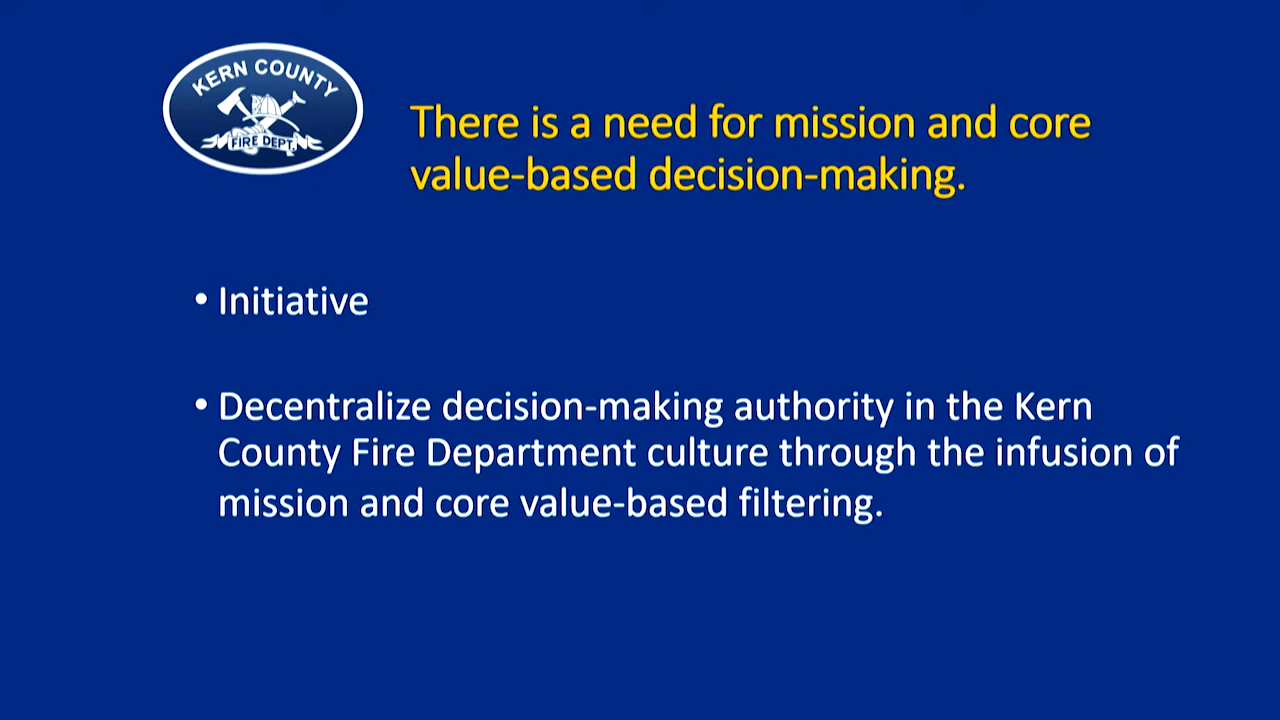 KERN COUNTY
FIRE DEPT.
There is a need for mission and core
value-based decision-making.
• Initiative
• Decentralize decision-making authority in the Kern
County Fire Department culture through the infusion of
mission and core value-based filtering.